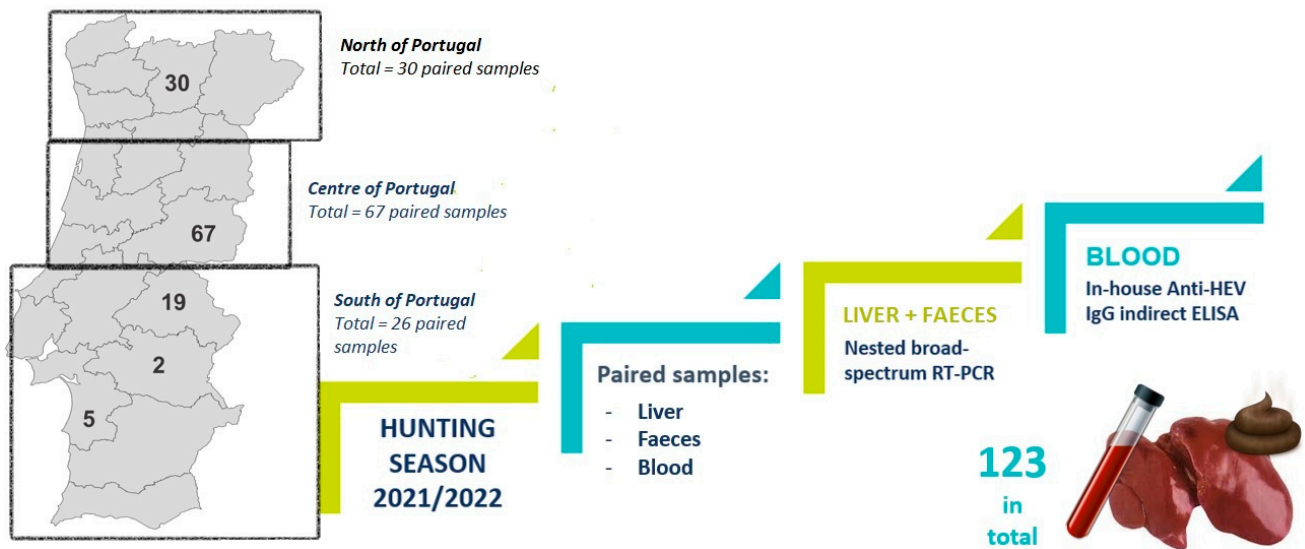 North of Portugal
Total = 30 paired samples
30
Centre of Portugal
Total = 67 paired samples
67
South of Portugal
Total = 26 paired
samples
19
2
5
HUNTING
SEASON
2021/2022
Paired samples:
- Liver
- Faeces
- Blood
LIVER + FAECES
Nested broad-
spectrum RT-PCR
BLOOD
In-house Anti-HEV
IgG indirect ELISA
123
in
total